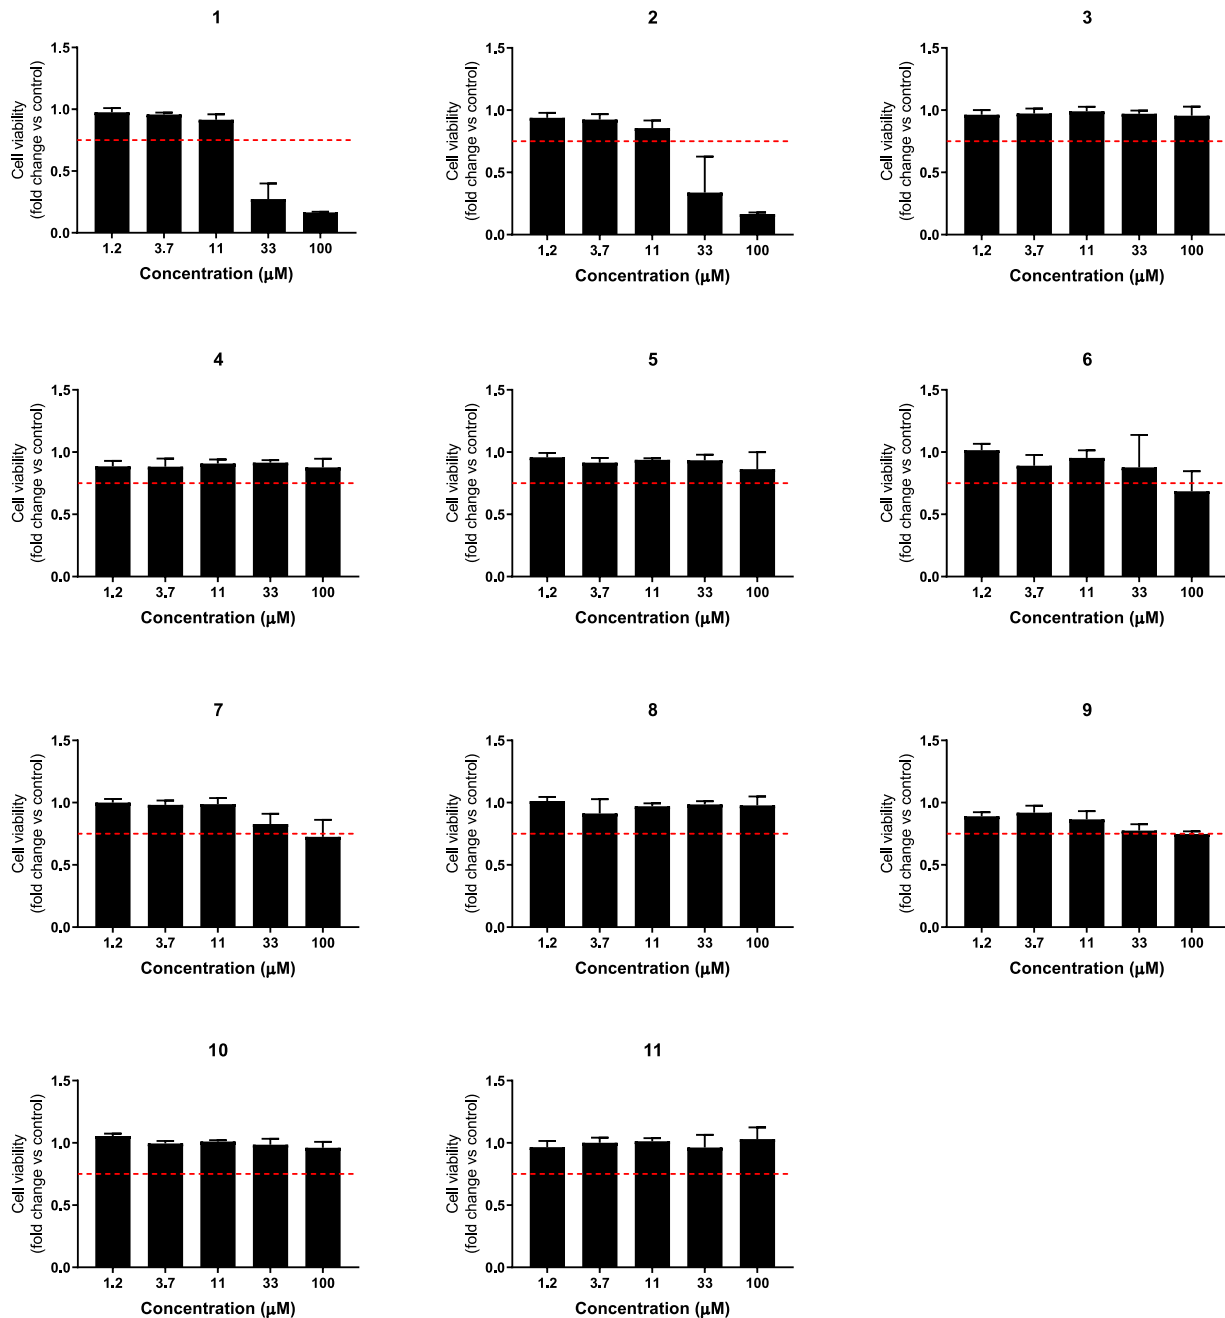 1
Cell viability
(fold change vs control)
1.5
1.0
0.5
0.0
1.2 3.7 11 33 100
Concentration (μM)
2
Cell viability
(fold change vs control)
1.5
1.0
0.5
0.0
1.2 3.7 11 33 100
Concentration (μM)
3
Cell viability
(fold change vs control)
1.5
1.0
0.5
0.0
1.2 3.7 11 33 100
Concentration (μM)
4
Cell viability
(fold change vs control)
1.5
1.0
0.5
0.0
1.2 3.7 11 33 100
Concentration (μM)
5
Cell viability
(fold change vs control)
1.5
1.0
0.5
0.0
1.2 3.7 11 33 100
Concentration (μM)
6
Cell viability
(fold change vs control)
1.5
1.0
0.5
0.0
1.2 3.7 11 33 100
Concentration (μM)
7
Cell viability
(fold change vs control)
1.5
1.0
0.5
0.0
1.2 3.7 11 33 100
Concentration (μM)
8
Cell viability
(fold change vs control)
1.5
1.0
0.5
0.0
1.2 3.7 11 33 100
Concentration (μM)
9
Cell viability
(fold change vs control)
1.5
1.0
0.5
0.0
1.2 3.7 11 33 100
Concentration (μM)
10
Cell viability
(fold change vs control)
1.5
1.0
0.5
0.0
1.2 3.7 11 33 100
Concentration (μM)
11
Cell viability
(fold change vs control)
1.5
1.0
0.5
0.0
1.2 3.7 11 33 100
Concentration (μM)